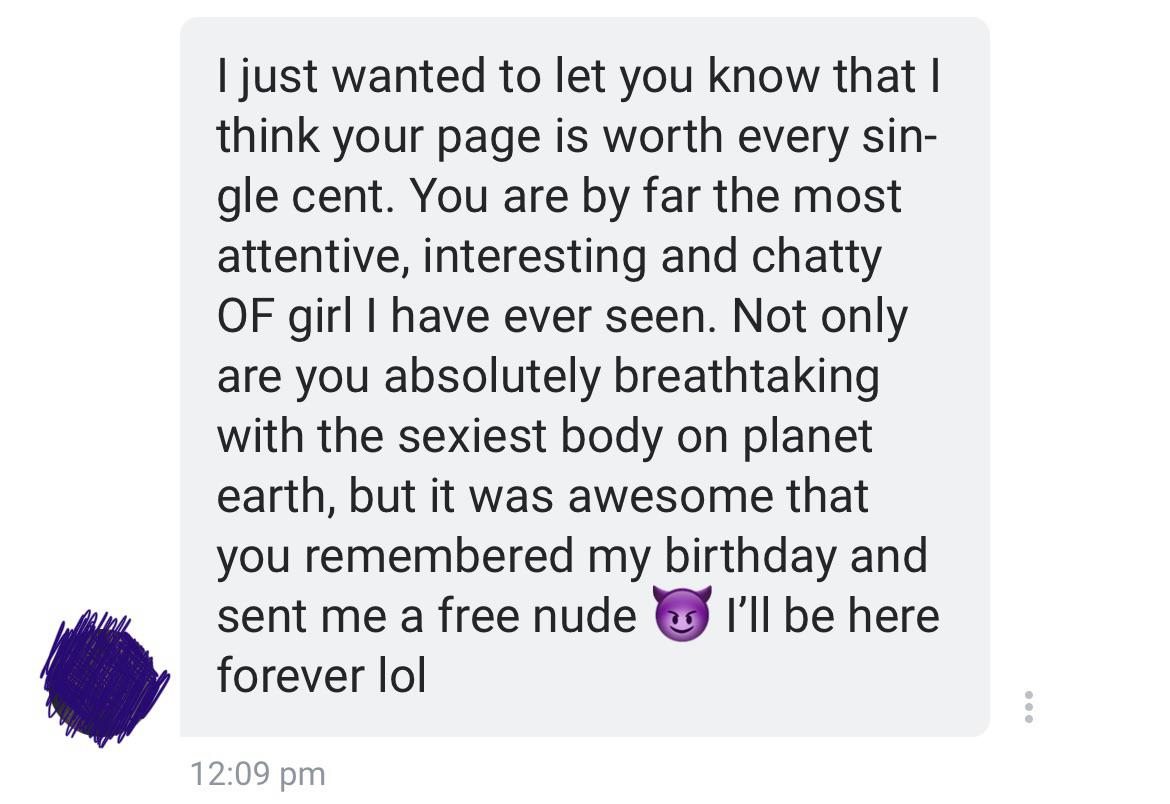 I just wanted to let you know that I
think your page is worth every sin-
gle cent. You are by far the most
attentive, interesting and chatty
OF girl I have ever seen. Not only
are you absolutely breathtaking
with the sexiest body on planet
earth, but it was awesome that
you remembered my birthday and
sent me a free nude 😈 I’ll be here
forever lol
12:09 pm